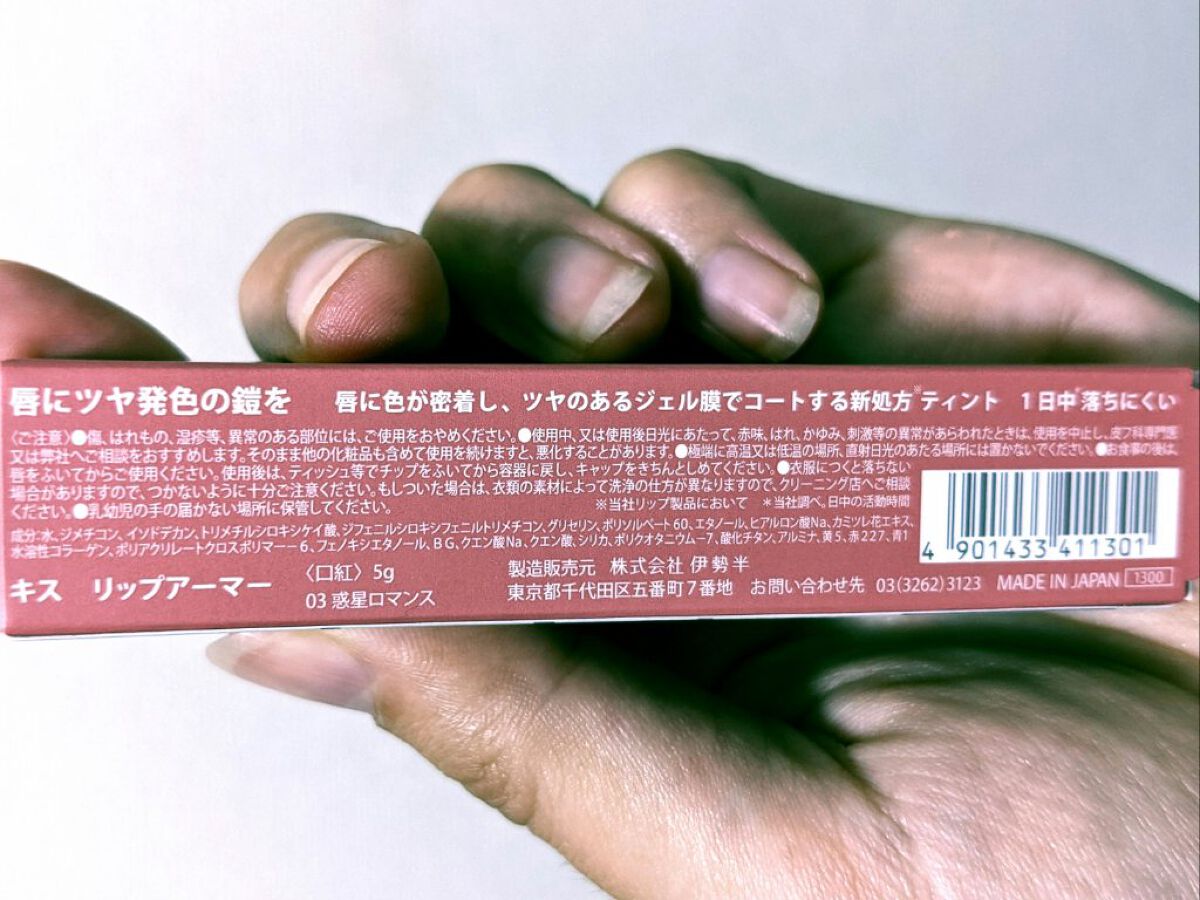 唇にツヤ発色の鎧を　唇に色が密着し、ツヤのあるジェル膜でコートする新処方※ティント　1日中*落ちにくい
〈ご注意〉●傷、はれもの、湿疹等、異常のある部位には、ご使用をおやめください。●使用中、又は使用後日光にあたって、赤味、はれ、かゆみ、刺激等の異常があらわれたときは、使用を中止し、皮フ科専門医
又は弊社へご相談をおすすめします。そのまま他の化粧品も含めて使用を続けますと、悪化することがあります。●極端に高温又は低温の場所、直射日光のあたる場所には置かないでください。●お食事の後は、
唇をふいてからご使用ください。使用後は、ティッシュ等でチップをふいてから容器に戻し、キャップをきちんとしめてください。●衣服につくと落ちない
場合がありますので、つかないように十分ご注意ください。もしついた場合は、衣類の素材によって洗浄の仕方が異なりますので、クリーニング店へご相談
ください。●乳幼児の手の届かない場所に保管してください。　※当社リップ製品において　*当社調べ。日中の活動時間
成分:水、ジメチコン、イソドデカン、トリメチルシロキシケイ酸、ジフェニルシロキシフェニルトリメチコン、グリセリン、ポリソルベート60、エタノール、ヒアルロン酸Na、カミツレ花エキス、
水溶性コラーゲン、ポリアクリレートクロスポリマー-6、フェノキシエタノール、BG、クエン酸Na、クエン酸、シリカ、ポリクオタニウム-7、酸化チタン、アルミナ、黄5、赤227、青1
4 901433 411301
キス　リップアーマー
〈口紅〉5g
03 惑星ロマンス
製造販売元　株式会社 伊勢半
東京都千代田区五番町7番地　お問い合わせ先　03(3262)3123　MADE IN JAPAN　1300